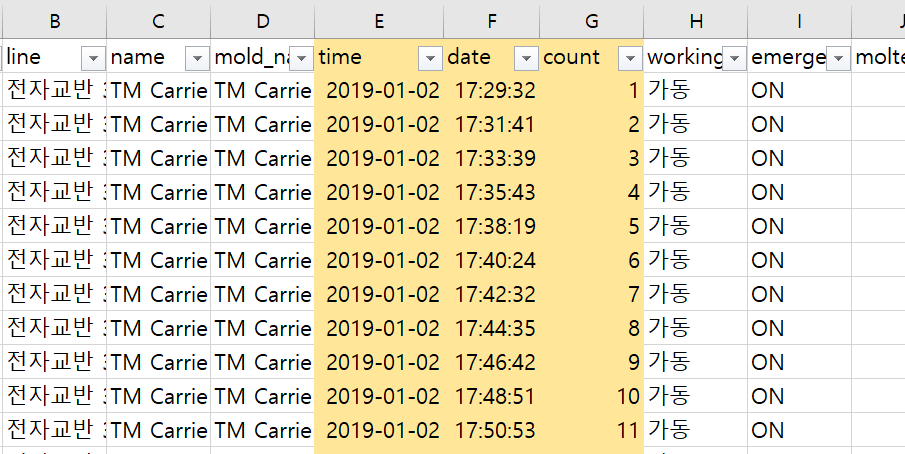 B C D E F G H I
line name mold_na time date count working emerge molte
전자교반 TM Carrie TM Carrie 2019-01-02 17:29:32 1 가동 ON
전자교반 TM Carrie TM Carrie 2019-01-02 17:31:41 2 가동 ON
전자교반 TM Carrie TM Carrie 2019-01-02 17:33:39 3 가동 ON
전자교반 TM Carrie TM Carrie 2019-01-02 17:35:43 4 가동 ON
전자교반 TM Carrie TM Carrie 2019-01-02 17:38:19 5 가동 ON
전자교반 TM Carrie TM Carrie 2019-01-02 17:40:24 6 가동 ON
전자교반 TM Carrie TM Carrie 2019-01-02 17:42:32 7 가동 ON
전자교반 TM Carrie TM Carrie 2019-01-02 17:44:35 8 가동 ON
전자교반 TM Carrie TM Carrie 2019-01-02 17:46:42 9 가동 ON
전자교반 TM Carrie TM Carrie 2019-01-02 17:48:51 10 가동 ON
전자교반 TM Carrie TM Carrie 2019-01-02 17:50:53 11 가동 ON